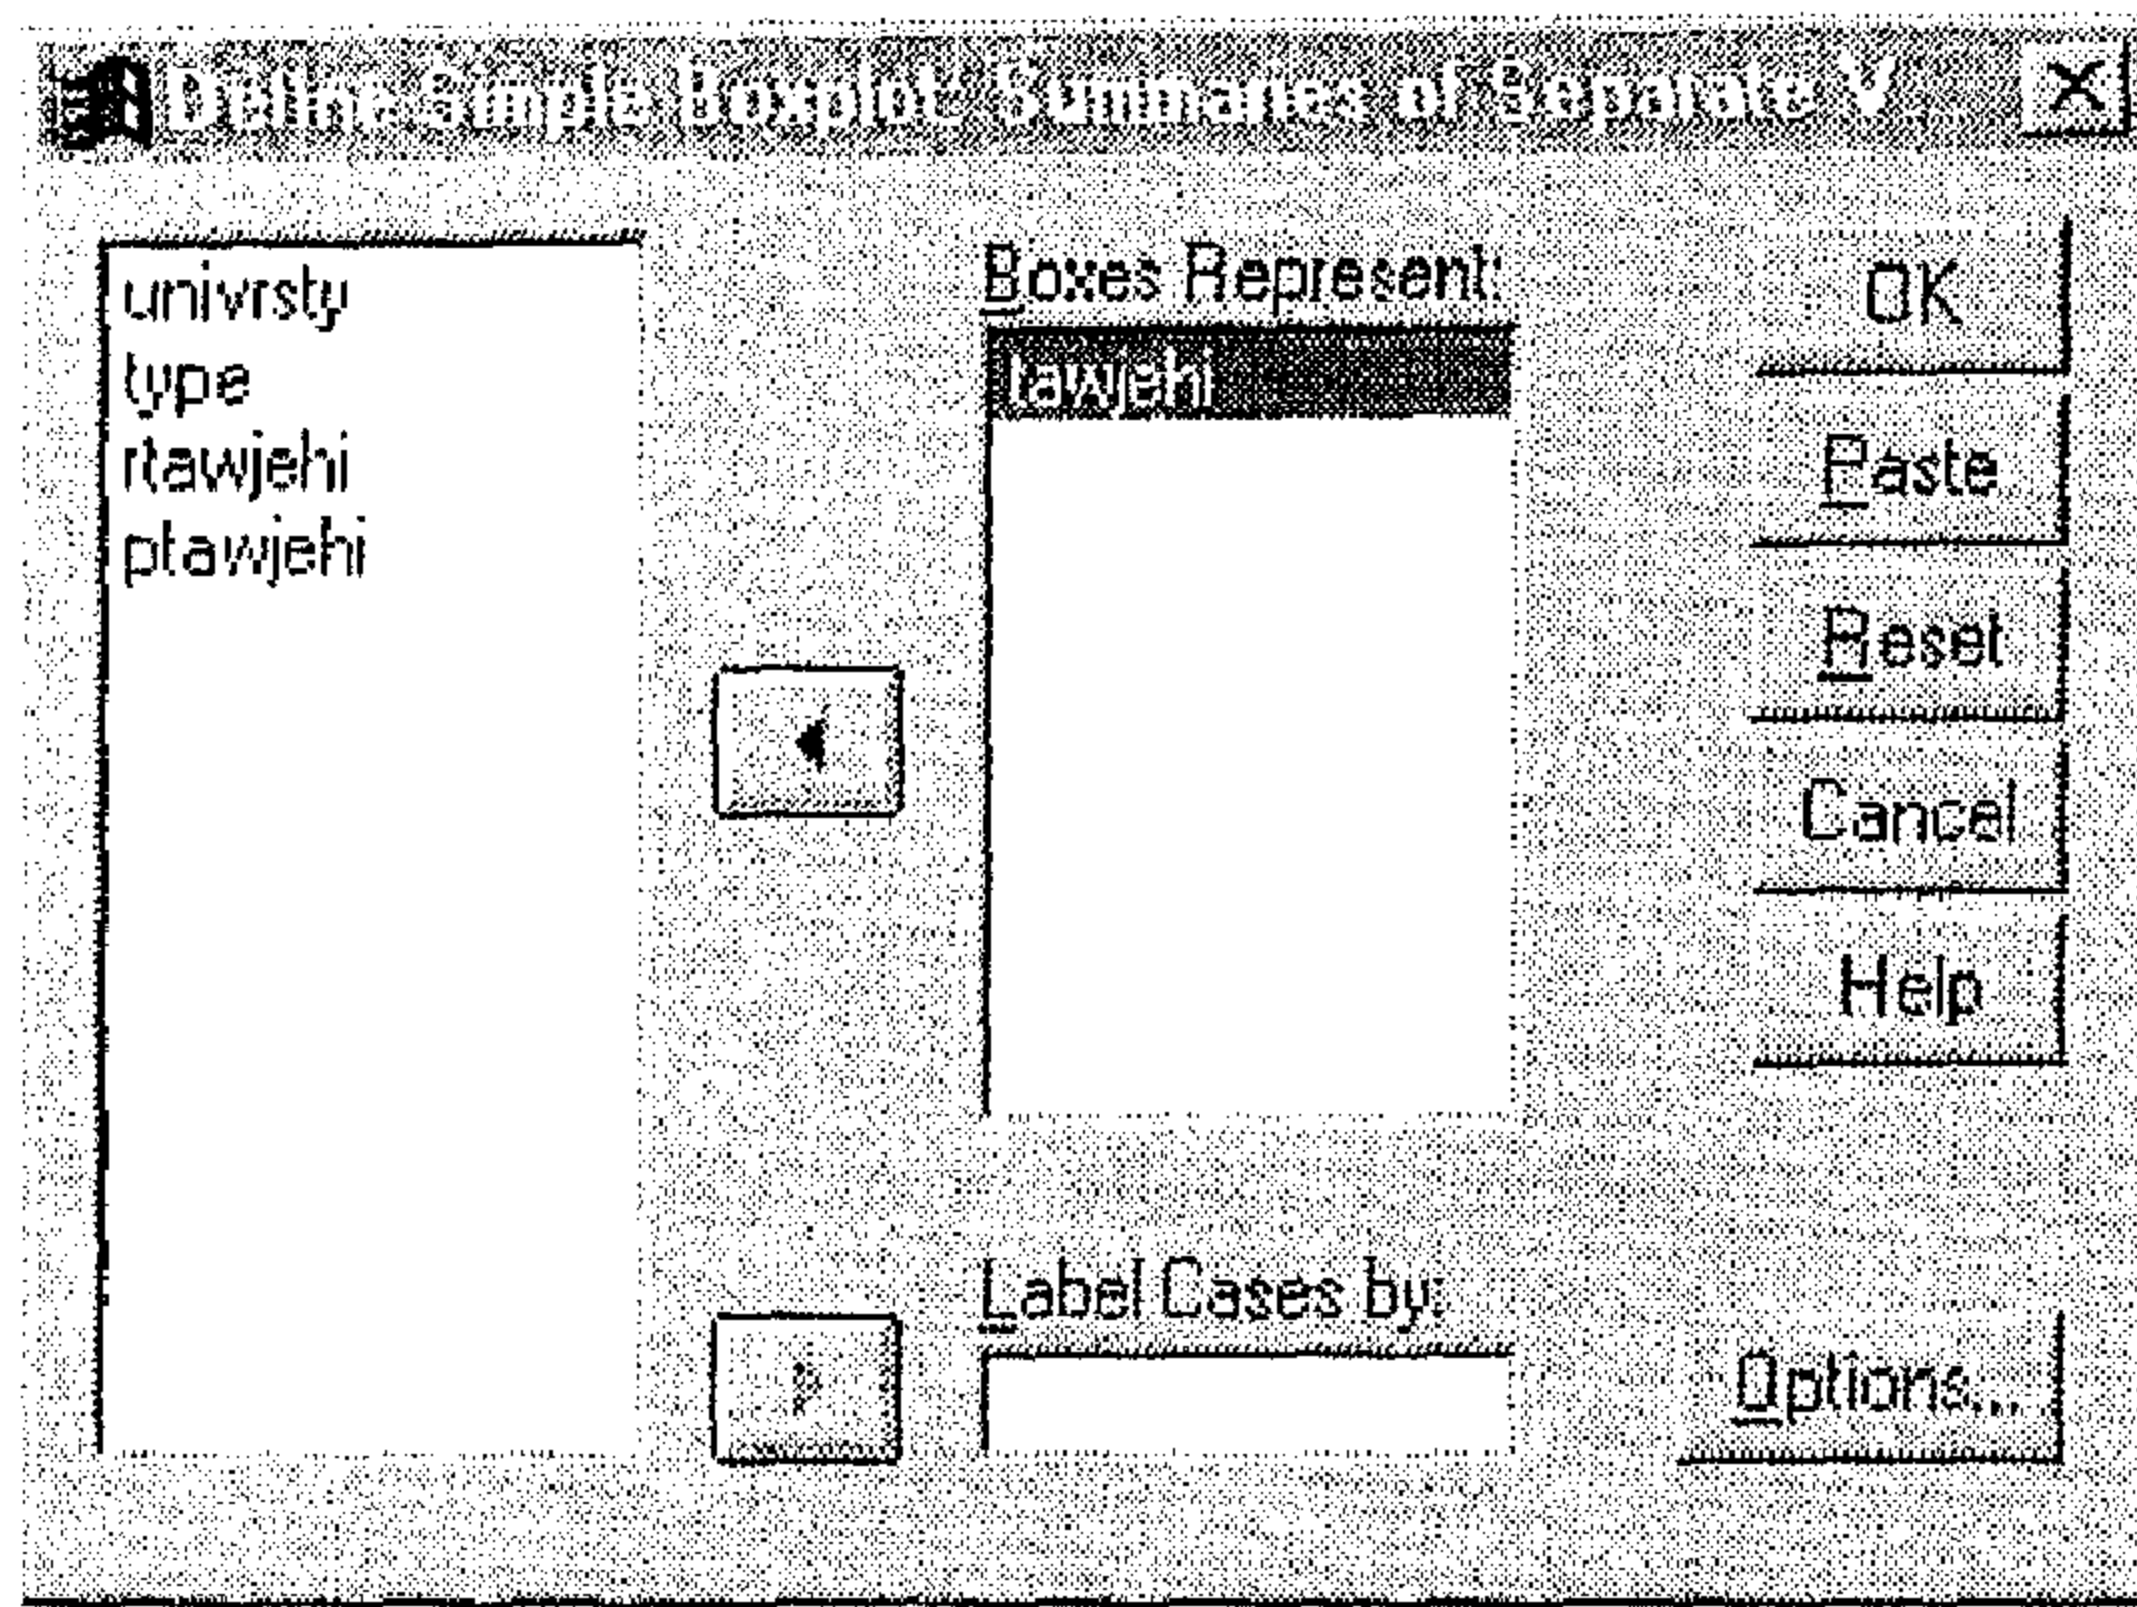 Define Simple Boxplot: Summaries of Separate V
univrsty
type
rtawjehi
ptawjehi
Boxes Represent:
tawjehi
Label Cases by:
OK
Paste
Reset
Cancel
Help
Options...